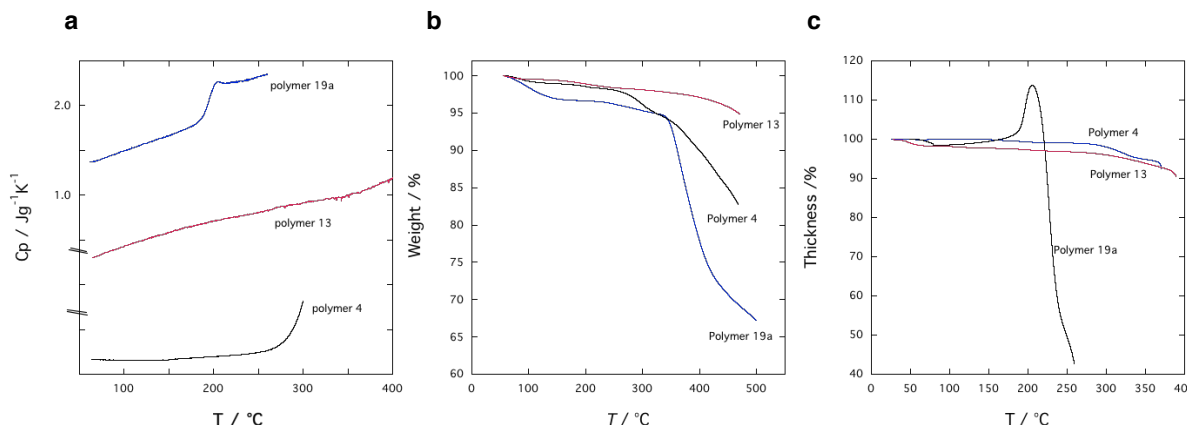 a
b
c
2.0
1.0
Cp / Jg⁻¹K⁻¹
polymer 19a
polymer 13
polymer 4
100
200
300
400
T / °C
100
95
90
85
80
75
70
65
60
Weight / %
Polymer 13
Polymer 4
Polymer 19a
0
100
200
300
400
500
T / °C
120
110
100
90
80
70
60
50
40
Thickness /%
Polymer 4
Polymer 13
Polymer 19a
0
50
100
150
200
250
300
350
400
T / °C